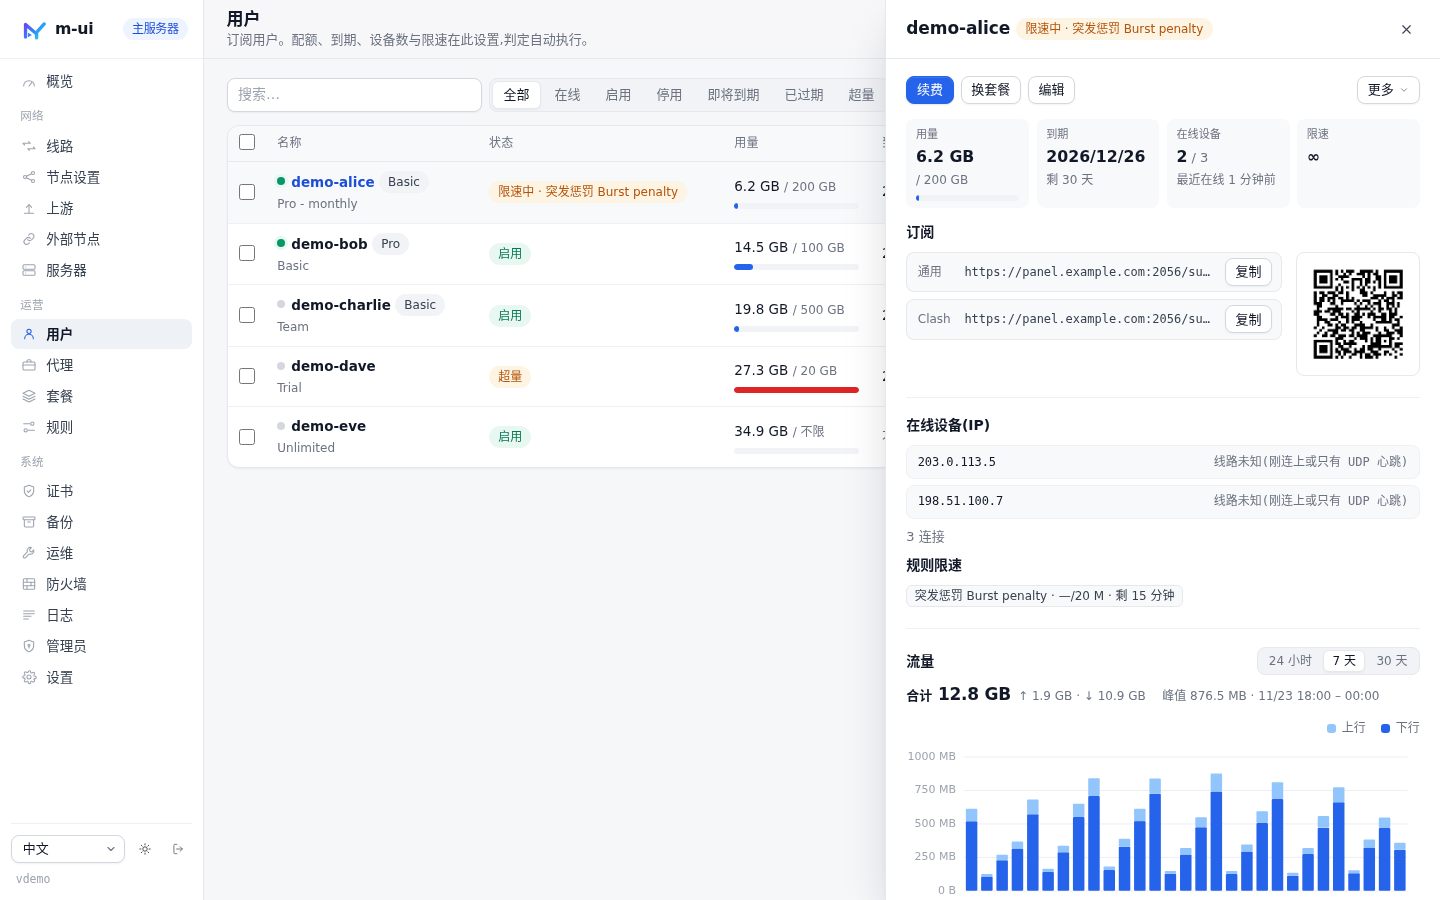 m-ui
主服务器
概览
网络
线路
节点设置
上游
外部节点
服务器
运营
用户
代理
套餐
规则
系统
证书
备份
运维
防火墙
日志
管理员
设置
中文
vdemo
用户
订阅用户。配额、到期、设备数与限速在此设置,判定自动执行。
搜索…
全部 在线 启用 停用 即将到期 已过期 超量
名称 状态 用量
demo-alice Basic 限速中 · 突发惩罚 Burst penalty 6.2 GB / 200 GB
Pro - monthly
demo-bob Pro 启用 14.5 GB / 100 GB
Basic
demo-charlie Basic 启用 19.8 GB / 500 GB
Team
demo-dave 超量 27.3 GB / 20 GB
Trial
demo-eve 启用 34.9 GB / 不限
Unlimited
demo-alice 限速中 · 突发惩罚 Burst penalty
续费 换套餐 编辑 更多
用量 到期 在线设备 限速
6.2 GB 2026/12/26 2 / 3 ∞
/ 200 GB 剩 30 天 最近在线 1 分钟前
订阅
通用 https://panel.example.com:2056/su… 复制
Clash https://panel.example.com:2056/su… 复制
在线设备(IP)
203.0.113.5 线路未知(刚连上或只有 UDP 心跳)
198.51.100.7 线路未知(刚连上或只有 UDP 心跳)
3 连接
规则限速
突发惩罚 Burst penalty · —/20 M · 剩 15 分钟
流量 24 小时 7 天 30 天
合计 12.8 GB ↑ 1.9 GB · ↓ 10.9 GB 峰值 876.5 MB · 11/23 18:00 – 00:00
上行 下行
1000 MB
750 MB
500 MB
250 MB
0 B